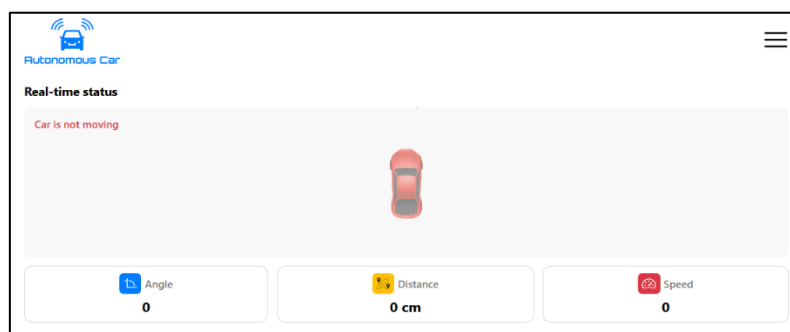 Autonomous Car
Real-time status
Car is not moving
Angle
0
Distance
0 cm
Speed
0